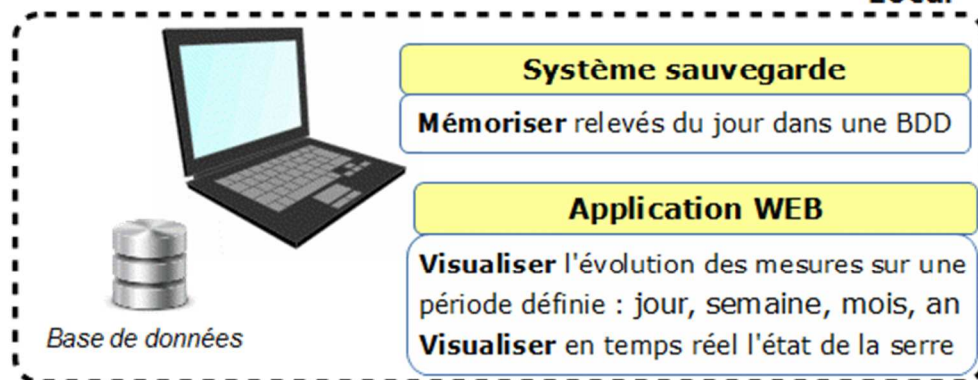 Système sauvegarde
Mémoriser relevés du jour dans une BDD
Application WEB
Visualiser l'évolution des mesures sur une
période définie : jour, semaine, mois, an
Visualiser en temps réel l'état de la serre
Base de données